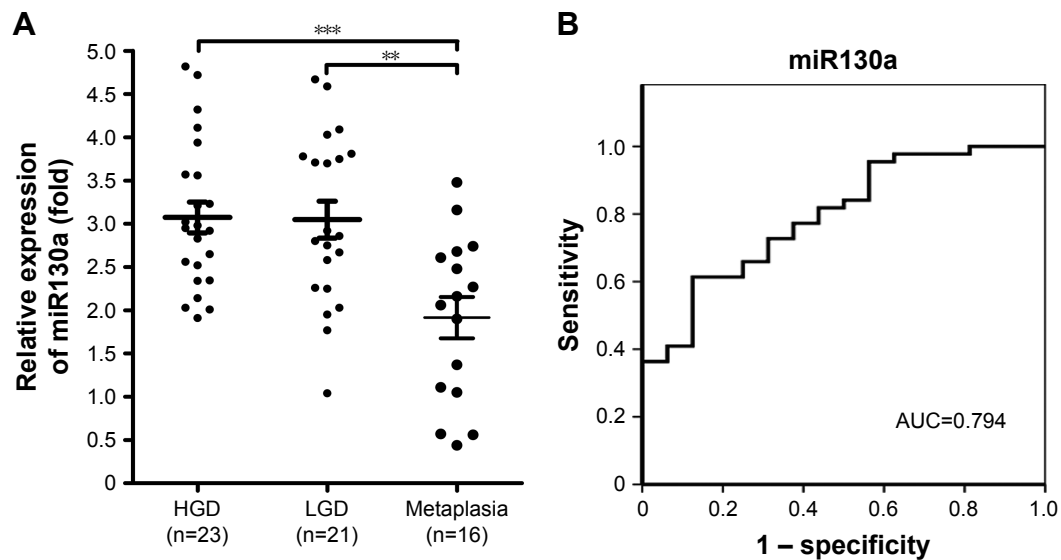 A
***
**
5.0
4.5
4.0
3.5
3.0
2.5
2.0
1.5
1.0
0.5
0
Relative expression
of miR130a (fold)
HGD
(n=23)
LGD
(n=21)
Metaplasia
(n=16)
B
miR130a
1.0
0.8
0.6
0.4
0.2
0
Sensitivity
AUC=0.794
0 0.2 0.4 0.6 0.8 1.0
1 – specificity